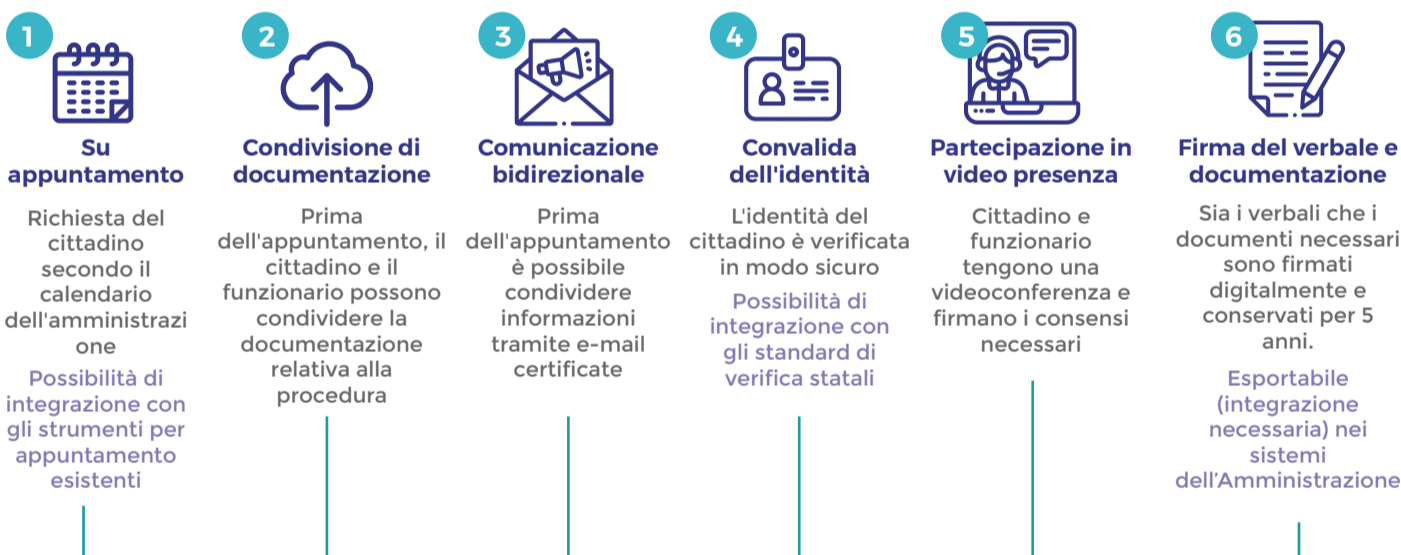 1
Su
appuntamento
Richiesta del
cittadino
secondo il
calendario
dell'amministrazi
one
Possibilità di
integrazione con
gli strumenti per
appuntamento
esistenti
2
Condivisione di
documentazione
Prima
dell'appuntamento, il
cittadino e il
funzionario possono
condividere la
documentazione
relativa alla
procedura
3
Comunicazione
bidirezionale
Prima
dell'appuntamento
è possibile
condividere
informazioni
tramite e-mail
certificate
4
Convalida
dell'identità
L'identità del
cittadino è verificata
in modo sicuro
Possibilità di
integrazione con
gli standard di
verifica statali
5
Partecipazione in
video presenza
Cittadino e
funzionario
tengono una
videoconferenza e
firmano i consensi
necessari
6
Firma del verbale e
documentazione
Sia i verbali che i
documenti necessari
sono firmati
digitalmente e
conservati per 5
anni.
Esportabile
(integrazione
necessaria) nei
sistemi
dell’Amministrazione